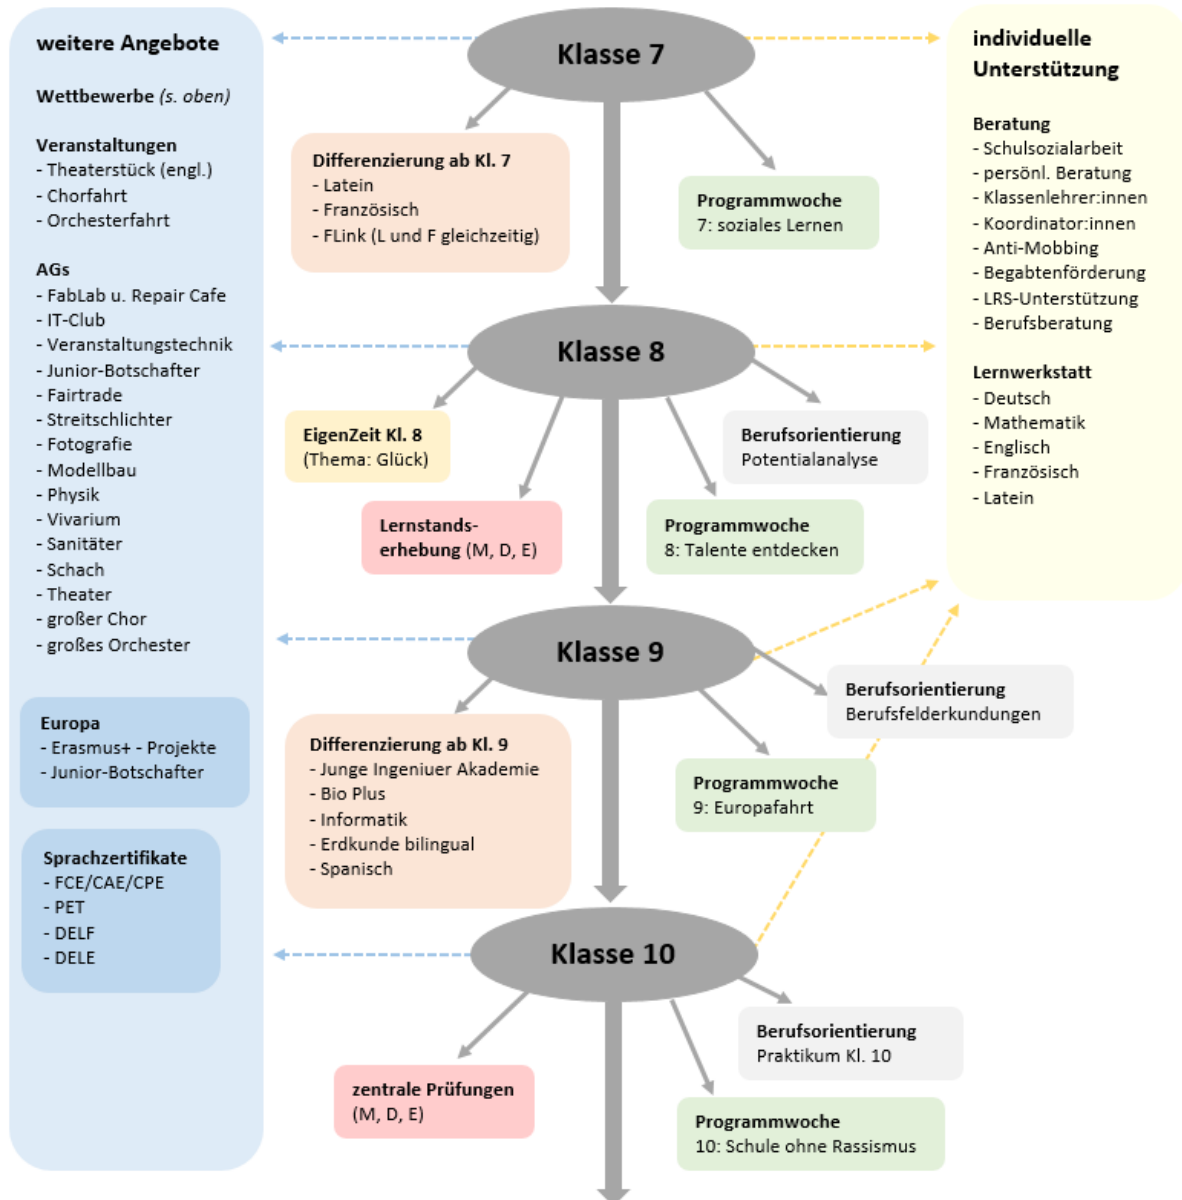 weitere Angebote
Wettbewerbe (s. oben)
Veranstaltungen
- Theaterstück (engl.)
- Chorfahrt
- Orchesterfahrt
AGs
- FabLab u. Repair Cafe
- IT-Club
- Veranstaltungstechnik
- Junior-Botschafter
- Fairtrade
- Streitschlichter
- Fotografie
- Modellbau
- Physik
- Vivarium
- Sanitäter
- Schach
- Theater
- großer Chor
- großes Orchester
Europa
- Erasmus+ - Projekte
- Junior-Botschafter
Sprachzertifikate
- FCE/CAE/CPE
- PET
- DELF
- DELE
Klasse 7
Differenzierung ab Kl. 7
- Latein
- Französisch
- FLink (L und F gleichzeitig)
Programmwoche
7: soziales Lernen
Klasse 8
EigenZeit Kl. 8
(Thema: Glück)
Lernstands-
erhebung (M, D, E)
Programmwoche
8: Talente entdecken
Berufsorientierung
Potentialanalyse
Klasse 9
Differenzierung ab Kl. 9
- Junge Ingeniuer Akademie
- Bio Plus
- Informatik
- Erdkunde bilingual
- Spanisch
Programmwoche
9: Europafahrt
Berufsorientierung
Berufsfelderkundungen
Klasse 10
zentrale Prüfungen
(M, D, E)
Programmwoche
10: Schule ohne Rassismus
Berufsorientierung
Praktikum Kl. 10
individuelle
Unterstützung
Beratung
- Schulsozialarbeit
- persönl. Beratung
- Klassenlehrer:innen
- Koordinator:innen
- Anti-Mobbing
- Begabtenförderung
- LRS-Unterstützung
- Berufsberatung
Lernwerkstatt
- Deutsch
- Mathematik
- Englisch
- Französisch
- Latein